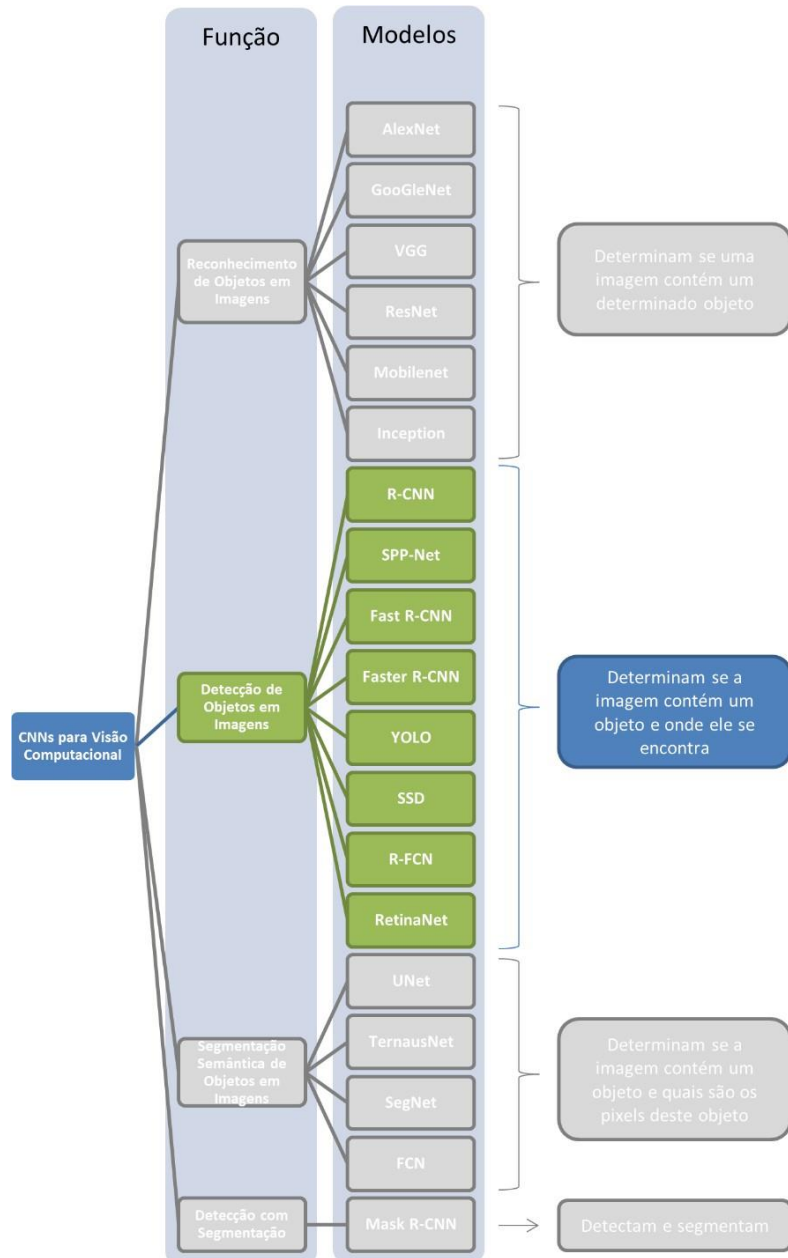 Função
Modelos
AlexNet
GooGleNet
VGG
ResNet
Mobilenet
Inception
Reconhecimento
de Objetos em
Imagens
Determinam se uma
imagem contém um
determinado objeto
R-CNN
SPP-Net
Fast R-CNN
Faster R-CNN
YOLO
SSD
R-FCN
RetinaNet
Detecção de
Objetos em
Imagens
Determinam se a
imagem contém um
objeto e onde ele se
encontra
CNNs para Visão
Computacional
UNet
TernausNet
SegNet
FCN
Segmentação
Semântica de
Objetos em
Imagens
Determinam se a
imagem contém um
objeto e quais são os
pixels deste objeto
Detecção com
Segmentação
Mask R-CNN
Detectam e segmentam